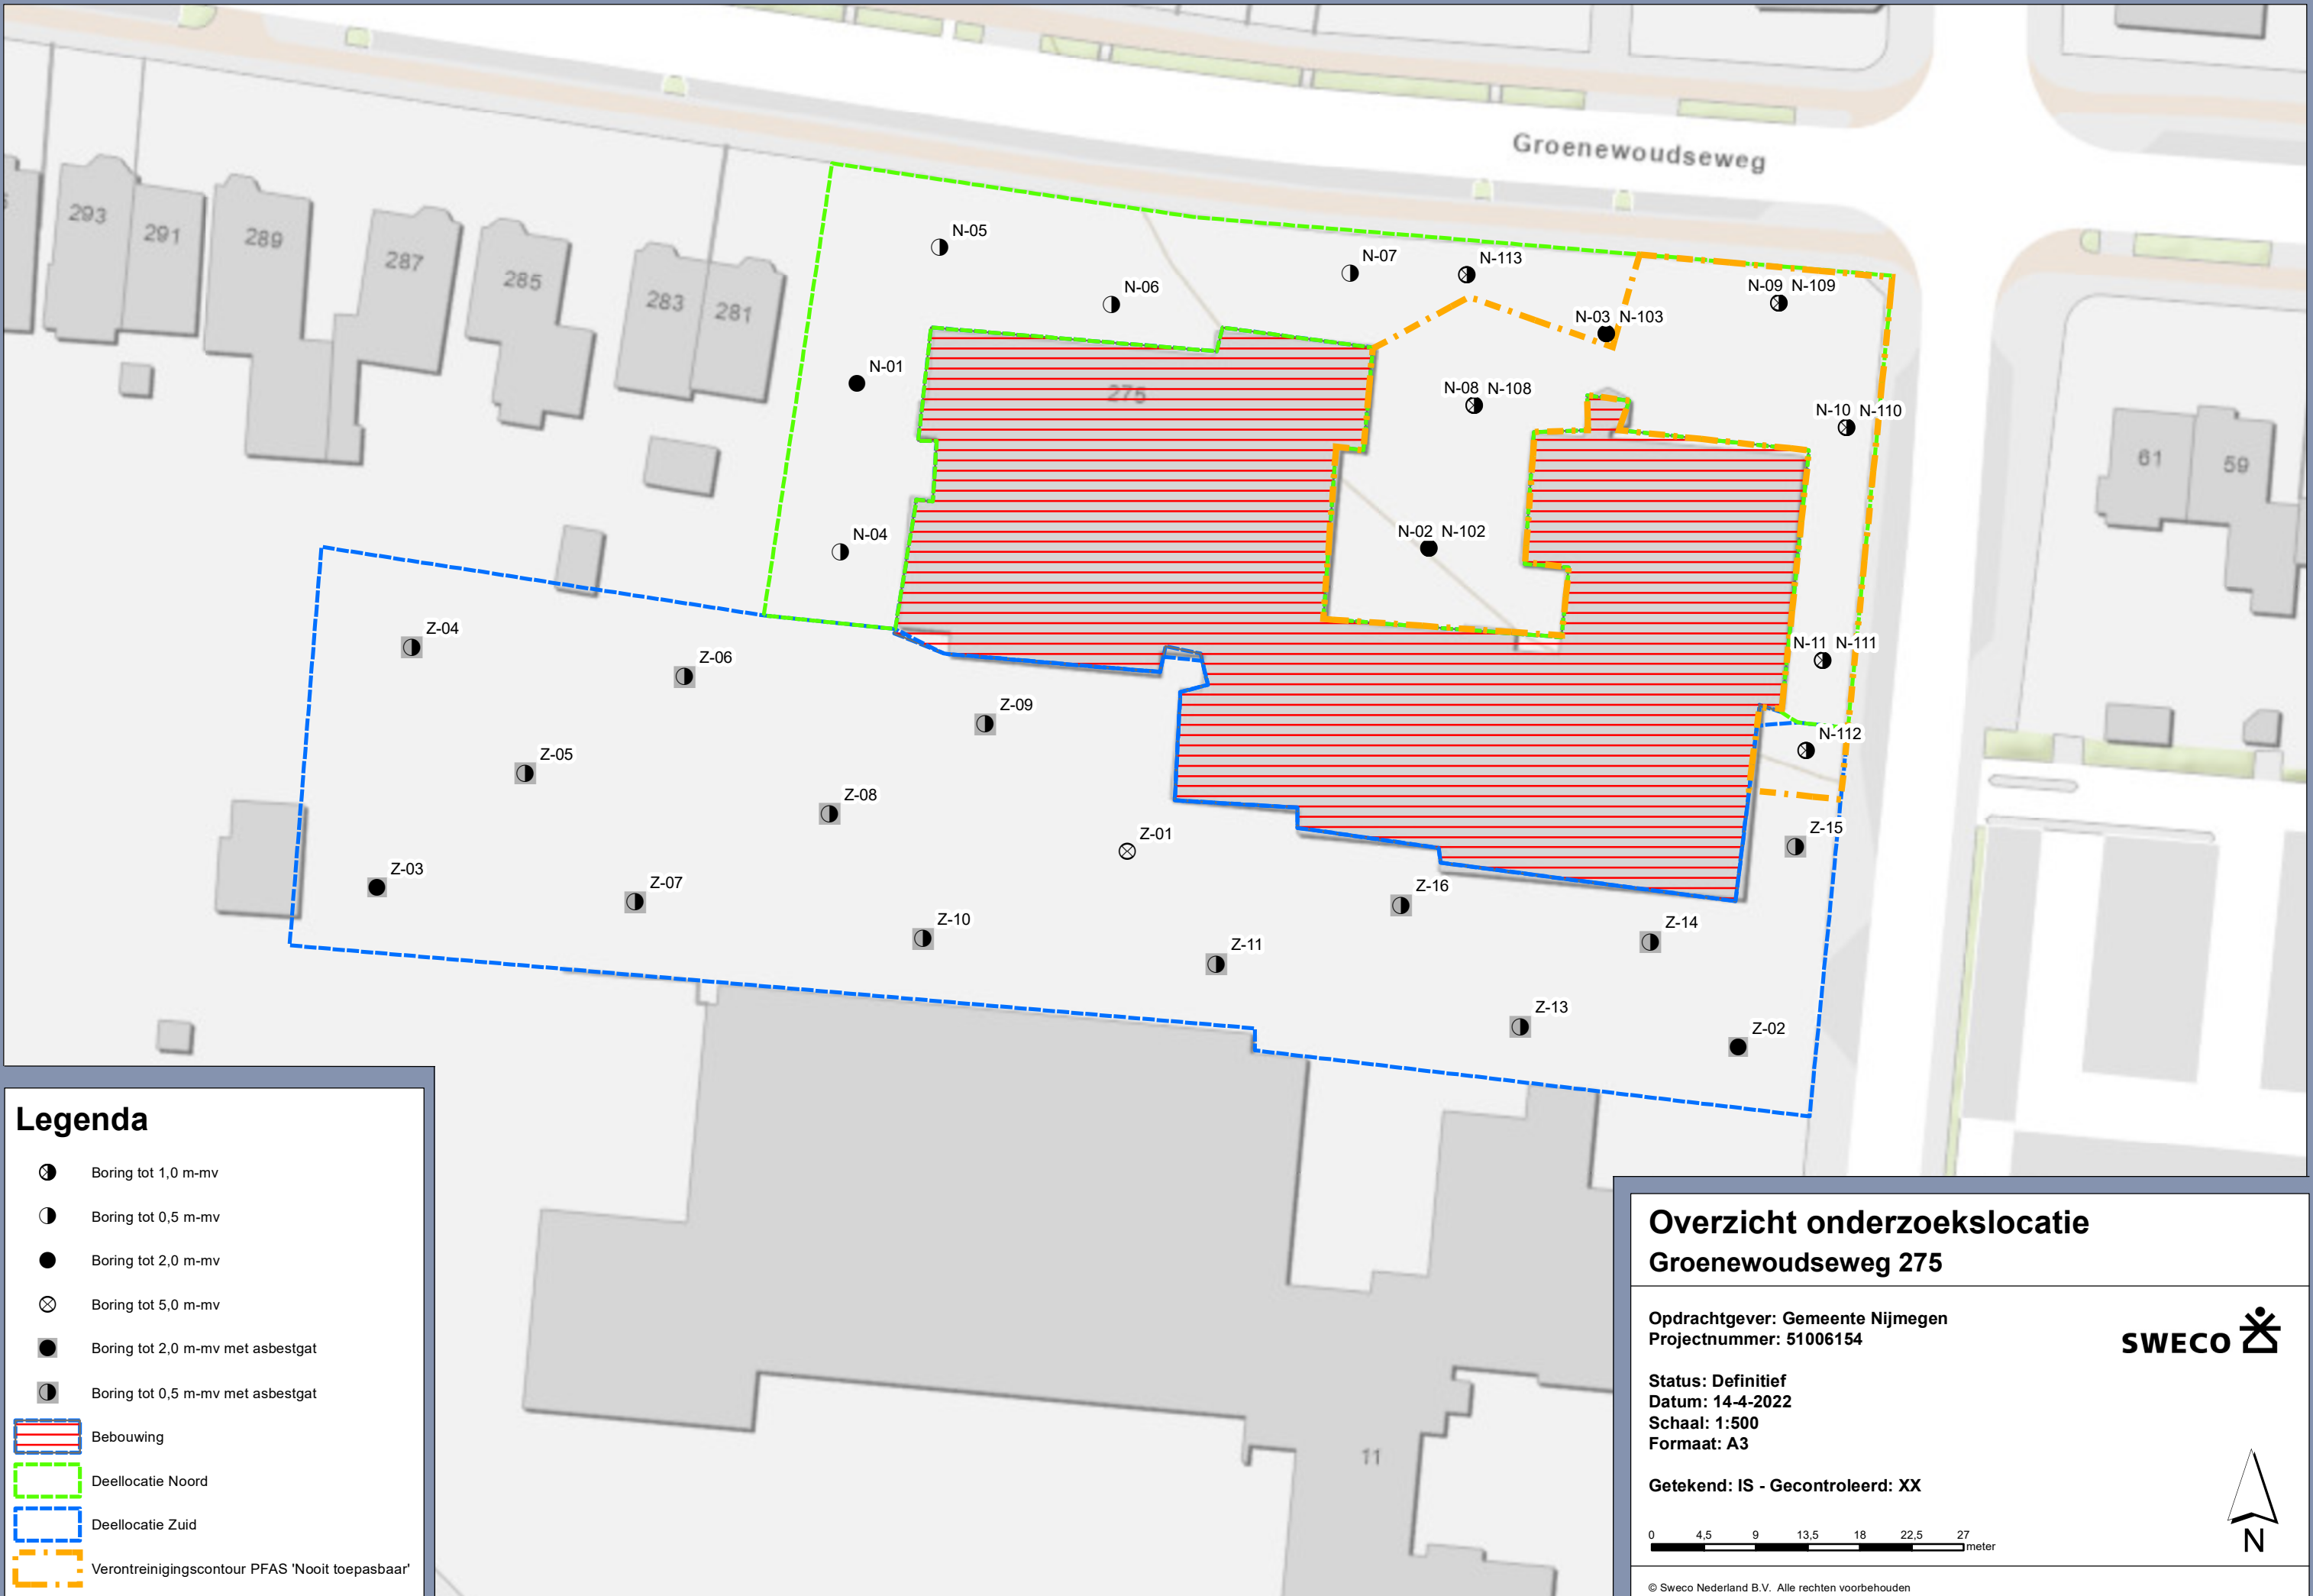 Groenewoudseweg
293
291
289
287
285
283
281
275
61
59
11
N-05
N-06
N-07
N-113
N-09 N-109
N-03 N-103
N-01
N-08 N-108
N-10 N-110
N-04
N-02 N-102
N-11 N-111
N-112
Z-04
Z-06
Z-09
Z-05
Z-08
Z-01
Z-15
Z-03
Z-07
Z-16
Z-10
Z-14
Z-11
Z-13
Z-02
Legenda
Boring tot 1,0 m-mv
Boring tot 0,5 m-mv
Boring tot 2,0 m-mv
Boring tot 5,0 m-mv
Boring tot 2,0 m-mv met asbestgat
Boring tot 0,5 m-mv met asbestgat
Bebouwing
Deellocatie Noord
Deellocatie Zuid
Verontreinigingscontour PFAS 'Nooit toepasbaar'
Overzicht onderzoekslocatie
Groenewoudseweg 275
Opdrachtgever: Gemeente Nijmegen
Projectnummer: 51006154
SWECO
Status: Definitief
Datum: 14-4-2022
Schaal: 1:500
Formaat: A3
Getekend: IS - Gecontroleerd: XX
0 4,5 9 13,5 18 22,5 27
meter
N
© Sweco Nederland B.V. Alle rechten voorbehouden